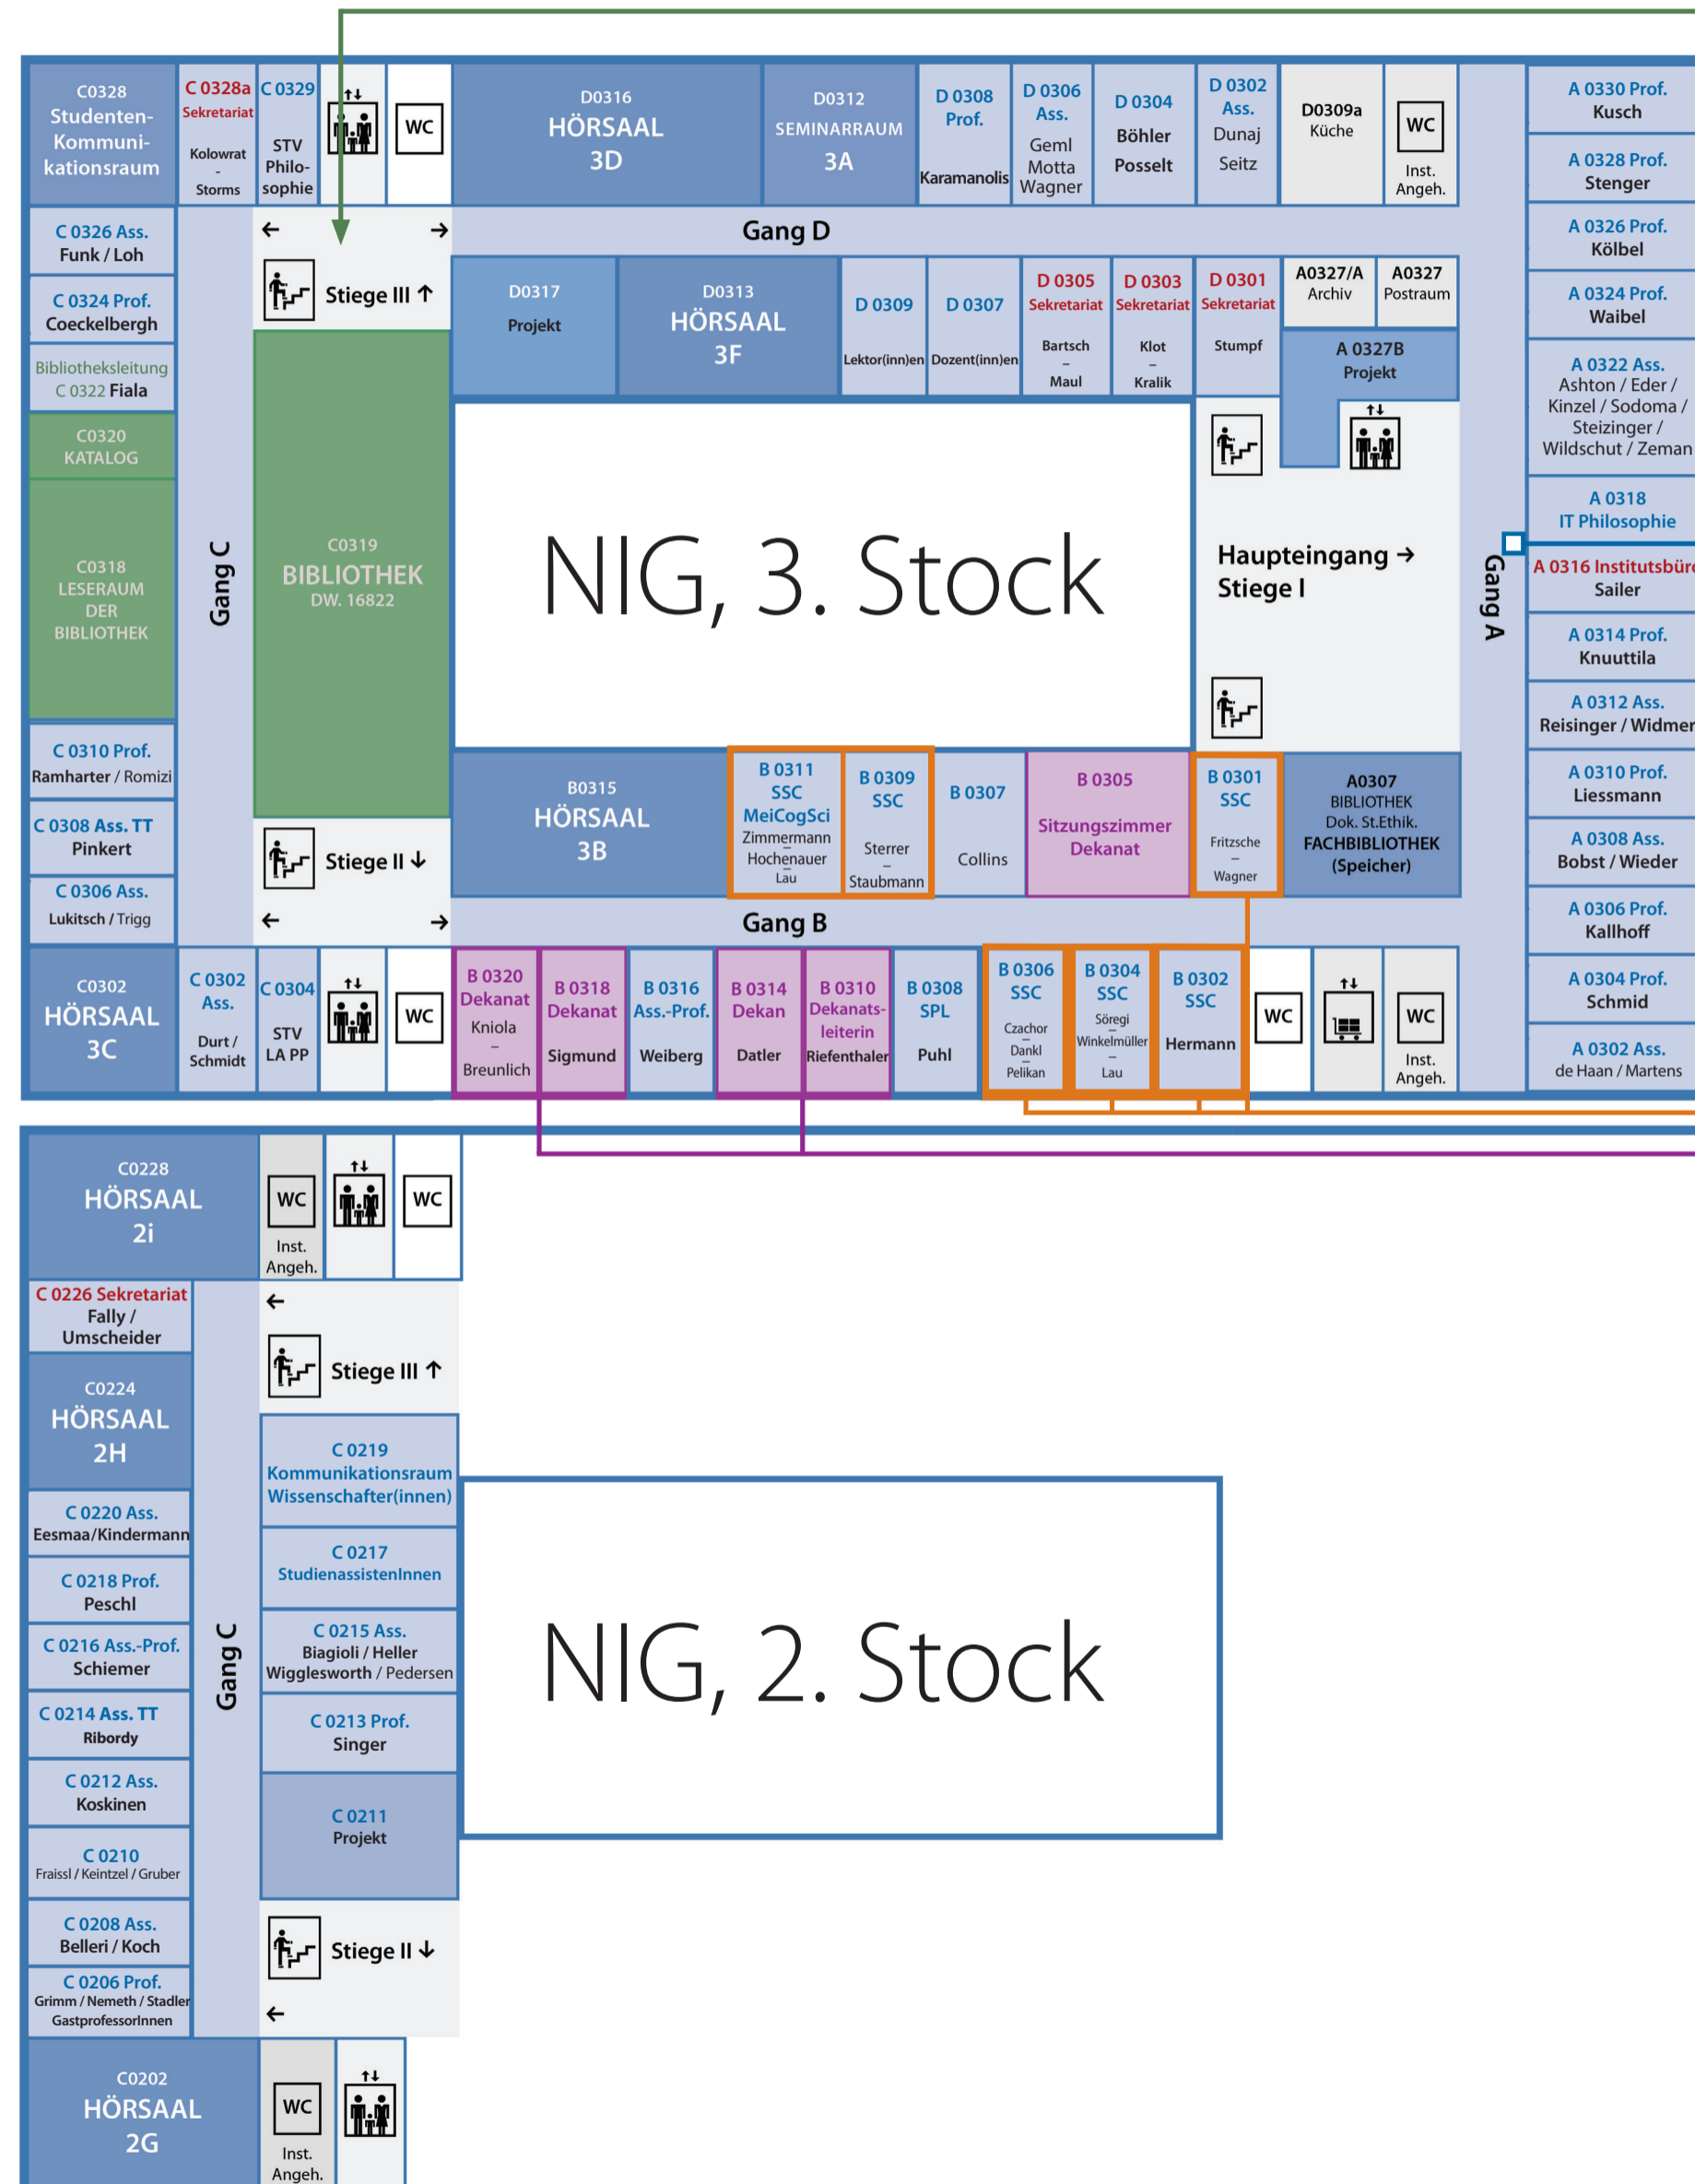 C0328
Studenten-
Kommuni-
kationsraum
C 0328a
Sekretariat
Kolowrat
-
Storms
C 0329
STV
Philo-
sophie
WC
D0316
HÖRSAAL
3D
D0312
SEMINARRAUM
3A
D 0308
Prof.
Karamanolis
D 0306
Ass.
Geml
Motta
Wagner
D 0304
Böhler
Posselt
D 0302
Ass.
Dunaj
Seitz
D0309a
Küche
WC
Inst.
Angeh.
A 0330 Prof.
Kusch
A 0328 Prof.
Stenger
A 0326 Prof.
Kölbel
A 0324 Prof.
Waibel
A 0322 Ass.
Ashton / Eder /
Kinzel / Sodoma /
Steizinger /
Wildschut / Zeman
A 0318
IT Philosophie
A 0316 Institutsbüro
Sailer
A 0314 Prof.
Knuuttila
A 0312 Ass.
Reisinger / Widmer
A 0310 Prof.
Liessmann
A 0308 Ass.
Bobst / Wieder
A 0306 Prof.
Kallhoff
A 0304 Prof.
Schmid
A 0302 Ass.
de Haan / Martens
Gang A
← →
Gang D
C 0326 Ass.
Funk / Loh
C 0324 Prof.
Coeckelbergh
Bibliotheksleitung
C 0322 Fiala
C0320
KATALOG
C0318
LESERAUM
DER
BIBLIOTHEK
C 0310 Prof.
Ramharter / Romizi
C 0308 Ass. TT
Pinkert
C 0306 Ass.
Lukitsch / Trigg
Gang C
Stiege III ↑
C0319
BIBLIOTHEK
DW. 16822
Stiege II ↓
← →
D0317
Projekt
D0313
HÖRSAAL
3F
D 0309
Lektor(inn)en
D 0307
Dozent(inn)en
D 0305
Sekretariat
Bartsch
–
Maul
D 0303
Sekretariat
Klot
–
Kralik
D 0301
Sekretariat
Stumpf
A0327/A
Archiv
A0327
Postraum
A 0327B
Projekt
NIG, 3. Stock
Haupteingang →
Stiege I
B0315
HÖRSAAL
3B
B 0311
SSC
MeiCogSci
Zimmermann
–
Hochenauer
–
Lau
B 0309
SSC
Sterrer
–
Staubmann
B 0307
Collins
B 0305
Sitzungszimmer
Dekanat
B 0301
SSC
Fritzsche
–
Wagner
A0307
BIBLIOTHEK
Dok. St.Ethik.
FACHBIBLIOTHEK
(Speicher)
Gang B
C0302
HÖRSAAL
3C
C 0302
Ass.
Durt /
Schmidt
C 0304
STV
LA PP
WC
B 0320
Dekanat
Kniola
–
Breunlich
B 0318
Dekanat
Sigmund
B 0316
Ass.-Prof.
Weiberg
B 0314
Dekan
Datler
B 0310
Dekanats-
leiterin
Riefenthaler
B 0308
SPL
Puhl
B 0306
SSC
Czachor
–
Dankl
–
Pelikan
B 0304
SSC
Söregi
–
Winkelmüller
–
Lau
B 0302
SSC
Hermann
WC
WC
Inst.
Angeh.
C0228
HÖRSAAL
2i
WC
Inst.
Angeh.
WC
C 0226 Sekretariat
Fally /
Umscheider
C0224
HÖRSAAL
2H
C 0220 Ass.
Eesmaa/Kindermann
C 0218 Prof.
Peschl
C 0216 Ass.-Prof.
Schiemer
C 0214 Ass. TT
Ribordy
C 0212 Ass.
Koskinen
C 0210
Fraissl / Keintzel / Gruber
C 0208 Ass.
Belleri / Koch
C 0206 Prof.
Grimm / Nemeth / Stadler
GastprofessorInnen
Gang C
←
Stiege III ↑
C 0219
Kommunikationsraum
Wissenschafter(innen)
C 0217
StudienassistenInnen
C 0215 Ass.
Biagioli / Heller
Wigglesworth / Pedersen
C 0213 Prof.
Singer
C 0211
Projekt
Stiege II ↓
←
NIG, 2. Stock
C0202
HÖRSAAL
2G
WC
Inst.
Angeh.